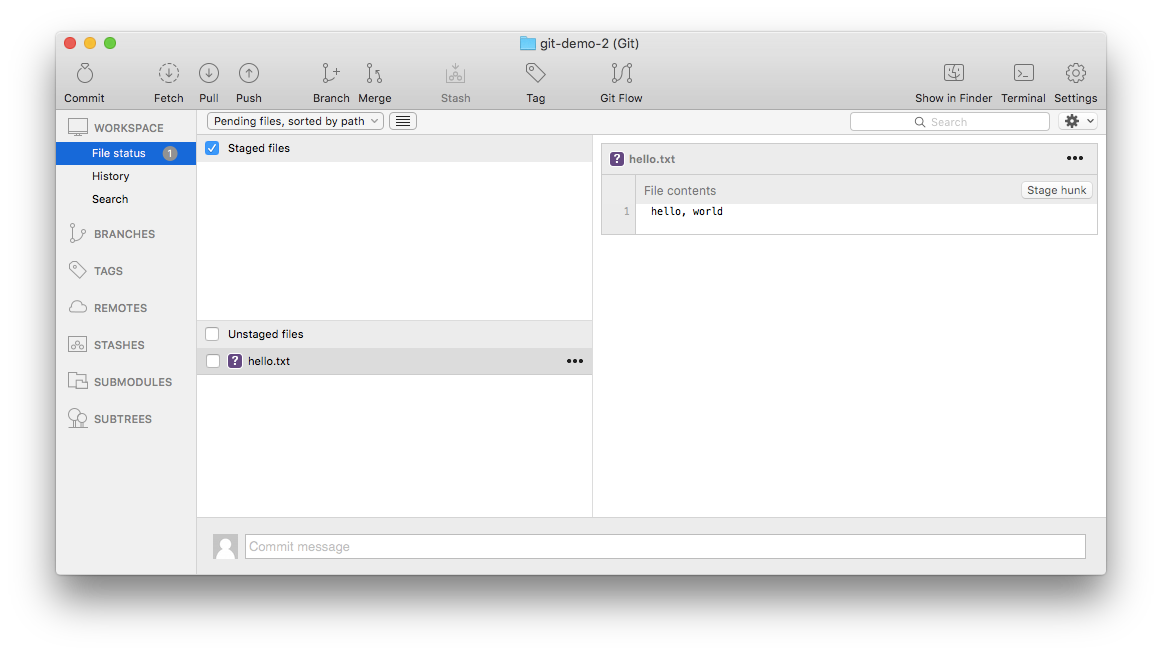 git-demo-2 (Git)
Commit Fetch Pull Push Branch Merge Stash Tag Git Flow Show in Finder Terminal Settings
WORKSPACE
File status 1
History
Search
BRANCHES
TAGS
REMOTES
STASHES
SUBMODULES
SUBTREES
Pending files, sorted by path
Search
Staged files
Unstaged files
? hello.txt
? hello.txt
File contents Stage hunk
1 hello, world
Commit message